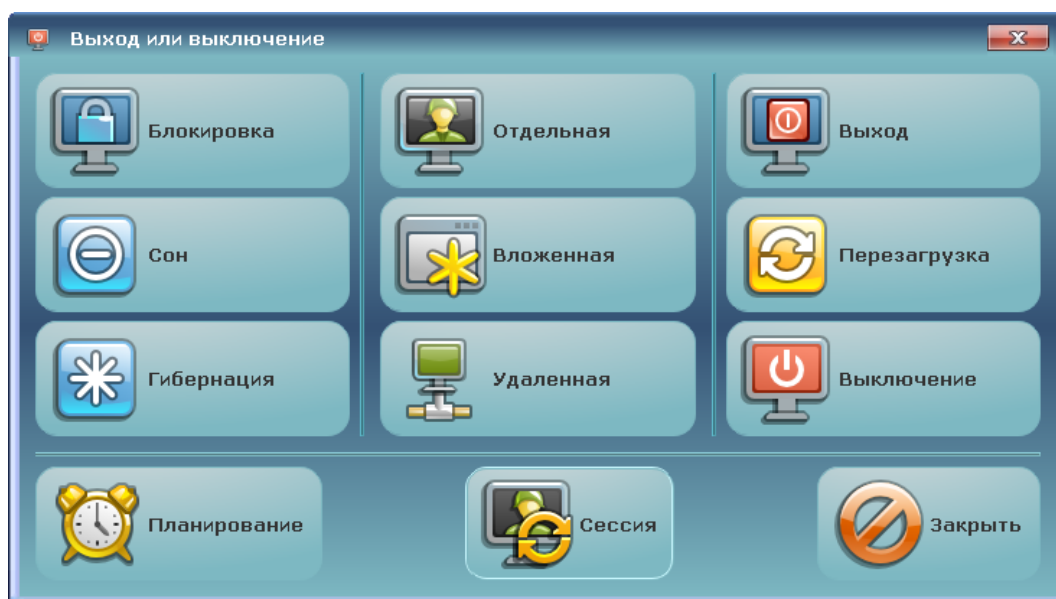 Выход или выключение
Блокировка
Отдельная
Выход
Сон
Вложенная
Перезагрузка
Гибернация
Удаленная
Выключение
Планирование
Сессия
Закрыть